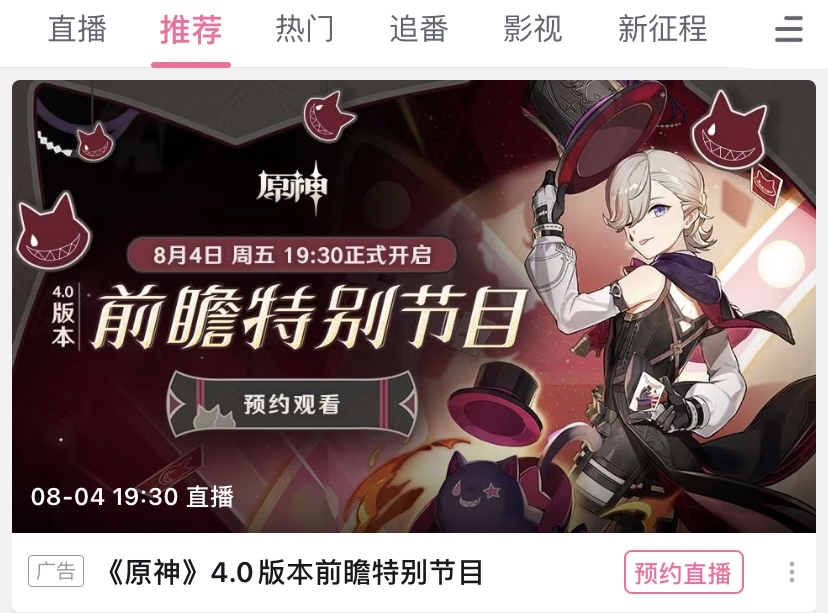 直播 推荐 热门 追番 影视 新征程
原神
8月4日 周五 19:30正式开启
4.0版本
前瞻特别节目
预约观看
08-04 19:30 直播
广告 《原神》4.0版本前瞻特别节目 预约直播